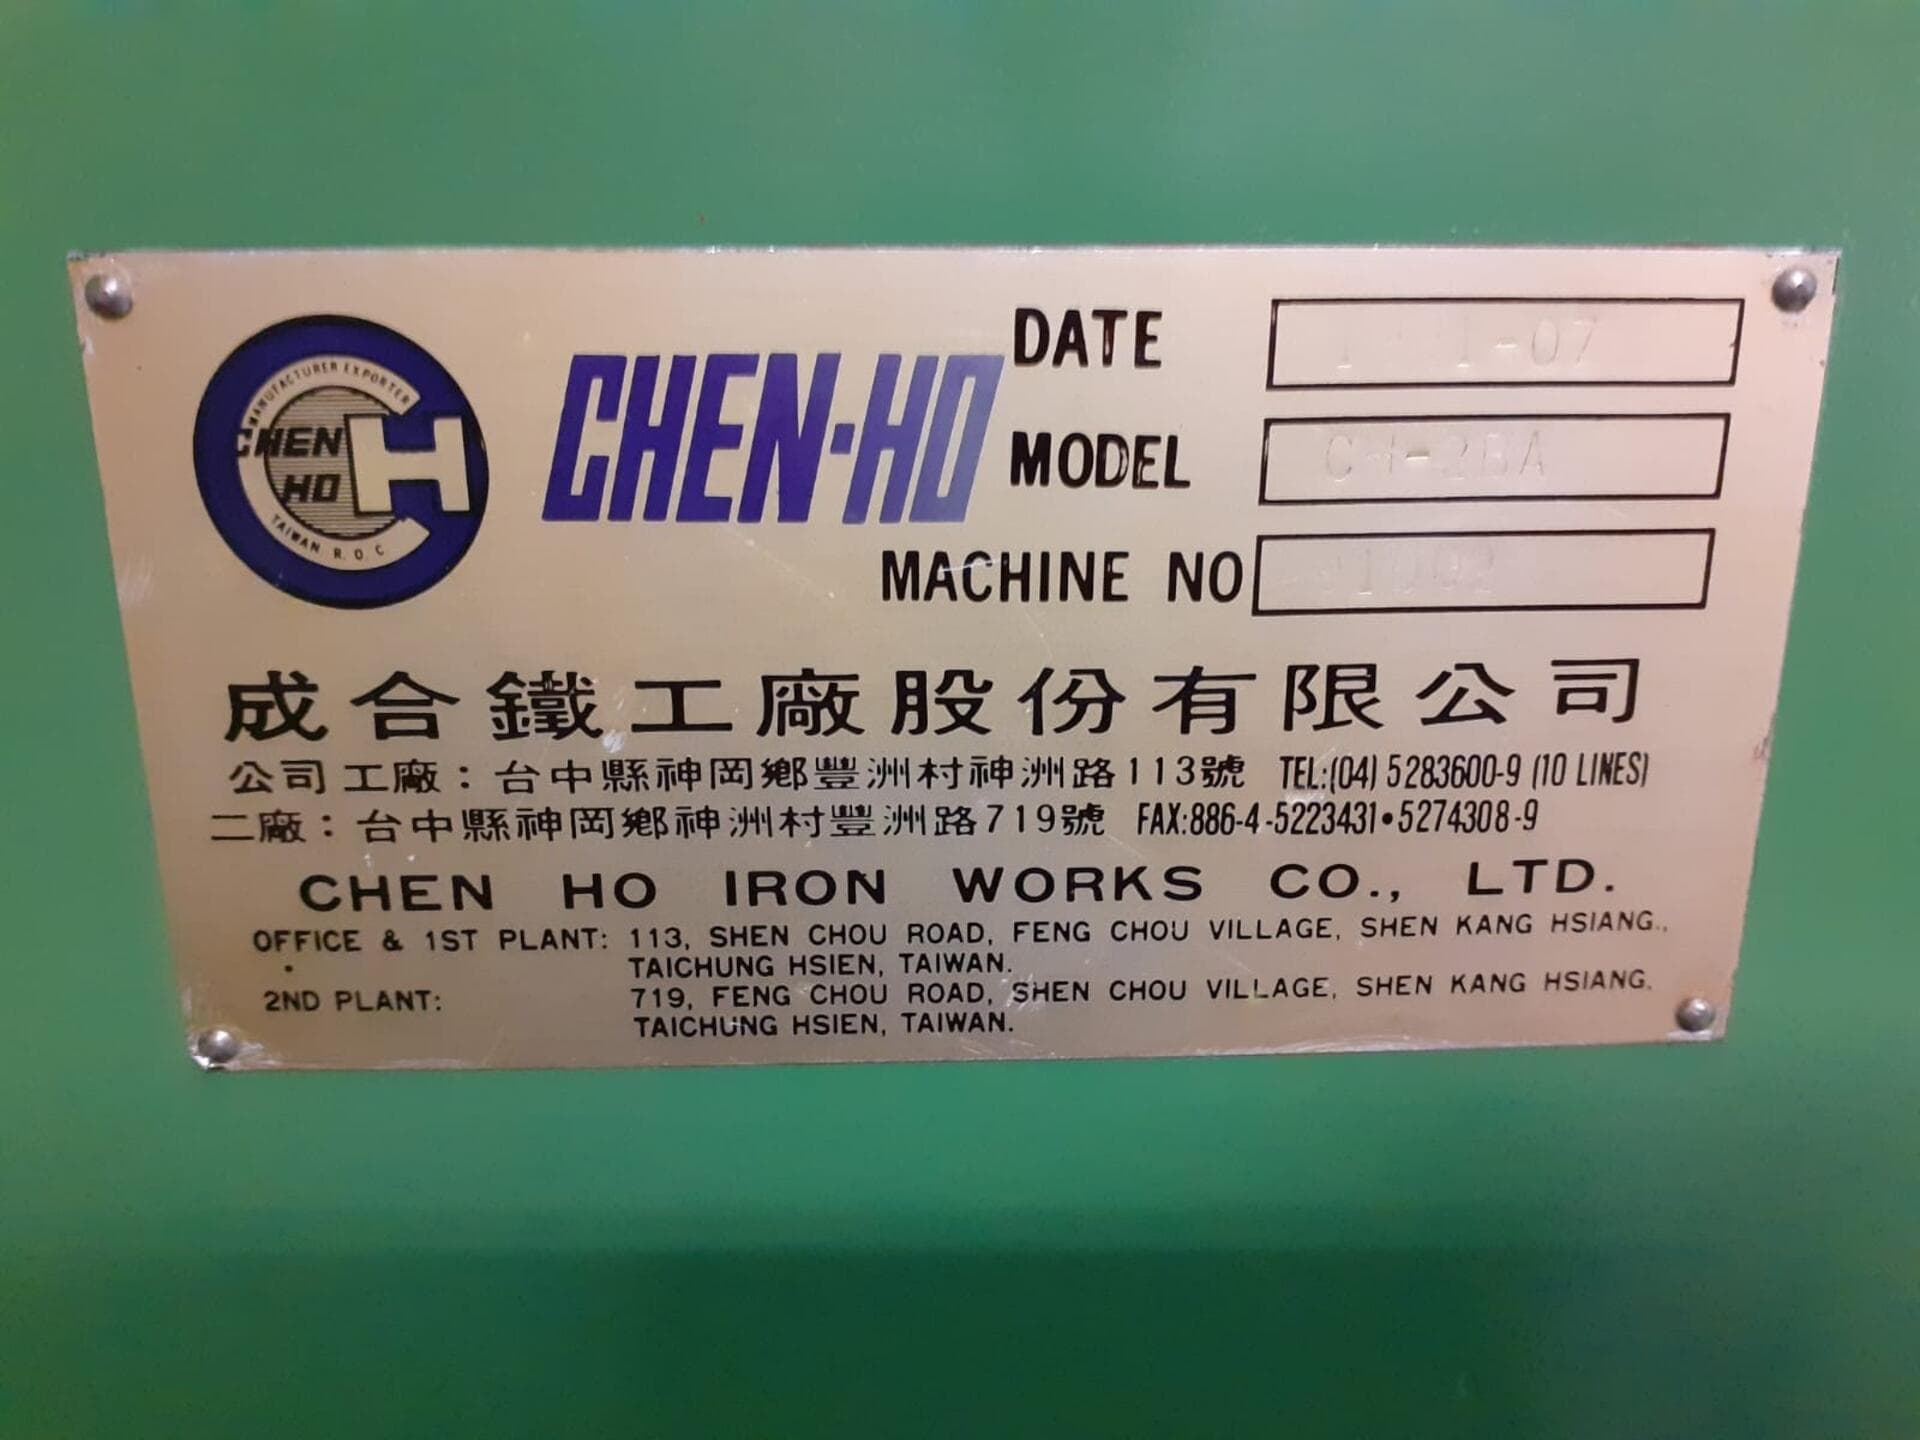 MANUFACTURER EXPORTER
CHEN
HO
H
TAIWAN R.O.C
CHEN-HO
DATE
MODEL
MACHINE NO
成合鐵工廠股份有限公司
公司工廠：台中縣神岡鄉豐洲村神洲路113號 TEL:(04) 5283600-9 (10 LINES)
二廠：台中縣神岡鄉神洲村豐洲路719號 FAX:886-4-5223431•5274308-9
CHEN HO IRON WORKS CO., LTD.
OFFICE & 1ST PLANT: 113, SHEN CHOU ROAD, FENG CHOU VILLAGE, SHEN KANG HSIANG.,
TAICHUNG HSIEN, TAIWAN.
2ND PLANT: 719, FENG CHOU ROAD, SHEN CHOU VILLAGE, SHEN KANG HSIANG.
TAICHUNG HSIEN, TAIWAN.